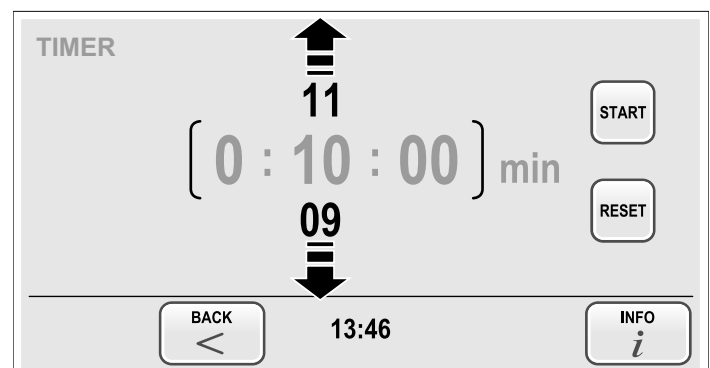 TIMER
11
START
0 : 10 : 00 min
09
RESET
BACK
<
13:46
INFO
i